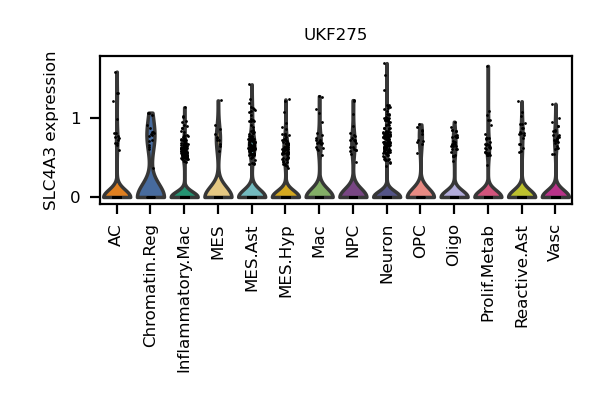 UKF275
SLC4A3 expression
1
0
AC
Chromatin.Reg
Inflammatory.Mac
MES
MES.Ast
MES.Hyp
Mac
NPC
Neuron
OPC
Oligo
Prolif.Metab
Reactive.Ast
Vasc